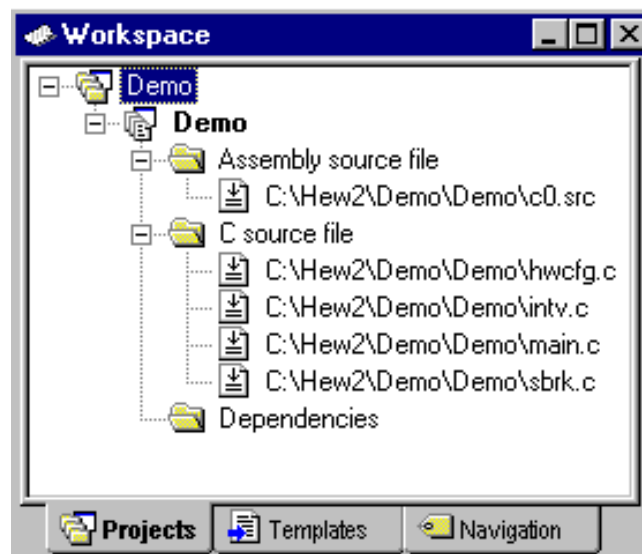 Workspace
Demo
Demo
Assembly source file
C:\Hew2\Demo\Demo\c0.src
C source file
C:\Hew2\Demo\Demo\hwcfg.c
C:\Hew2\Demo\Demo\intv.c
C:\Hew2\Demo\Demo\main.c
C:\Hew2\Demo\Demo\sbrk.c
Dependencies
Projects Templates Navigation